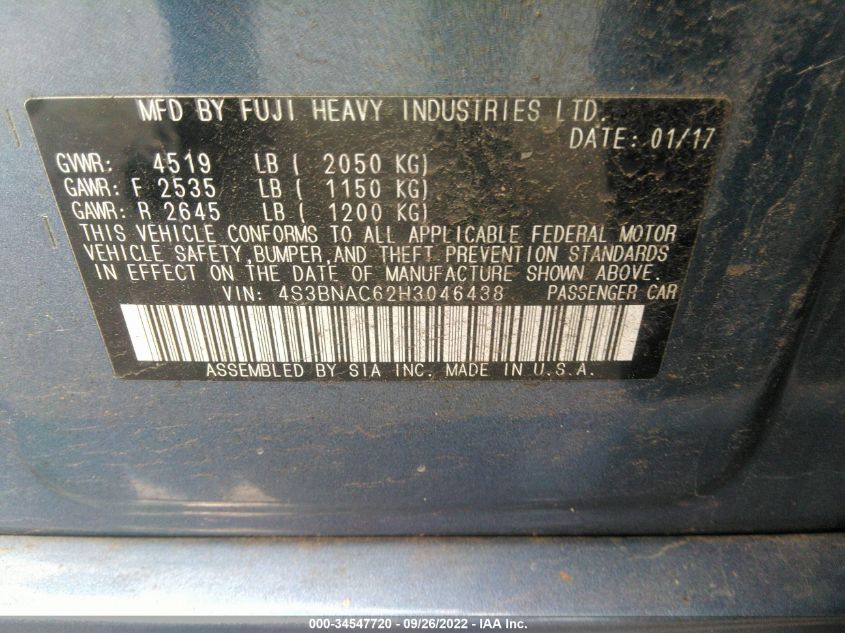 MFD BY FUJI HEAVY INDUSTRIES LTD.
DATE: 01/17
GVWR: 4519 LB ( 2050 KG)
GAWR: F 2535 LB ( 1150 KG)
GAWR: R 2645 LB ( 1200 KG)
THIS VEHICLE CONFORMS TO ALL APPLICABLE FEDERAL MOTOR
VEHICLE SAFETY,BUMPER,AND THEFT PREVENTION STANDARDS
IN EFFECT ON THE DATE OF MANUFACTURE SHOWN ABOVE.
VIN: 4S3BNAC62H3046438 PASSENGER CAR
ASSEMBLED BY SIA INC. MADE IN U.S.A.
000-34547720 - 09/26/2022 - IAA Inc.